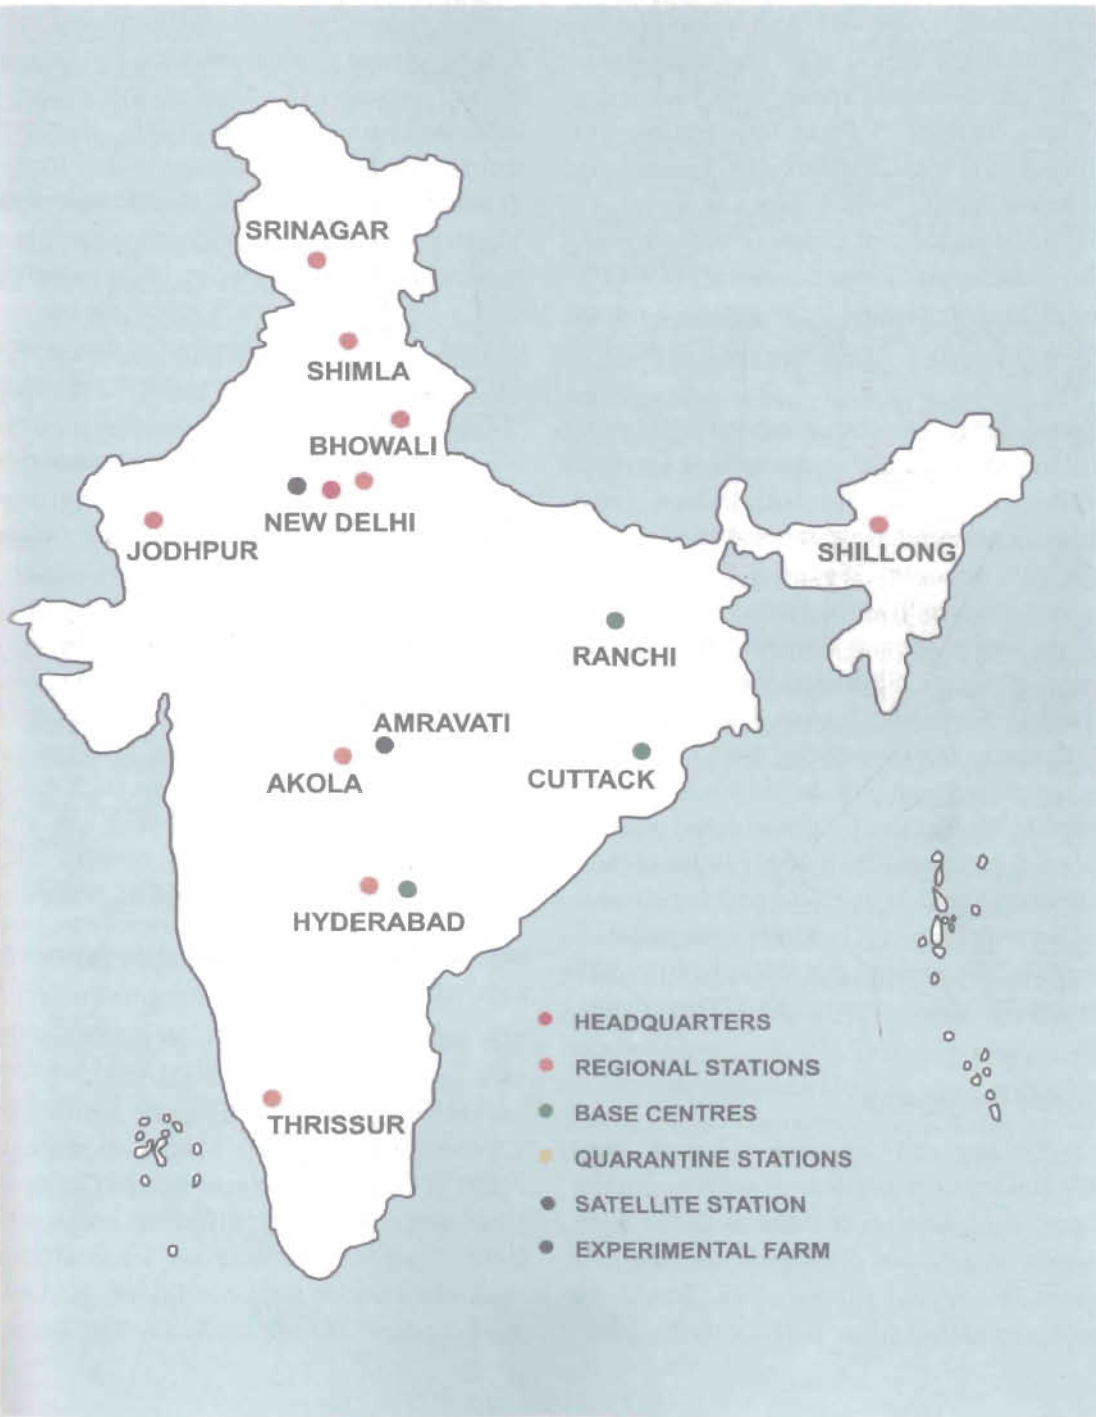 SRINAGAR
SHIMLA
BHOWALI
NEW DELHI
JODHPUR
SHILLONG
RANCHI
AMRAVATI
AKOLA
CUTTACK
HYDERABAD
THRISSUR
HEADQUARTERS
REGIONAL STATIONS
BASE CENTRES
QUARANTINE STATIONS
SATELLITE STATION
EXPERIMENTAL FARM